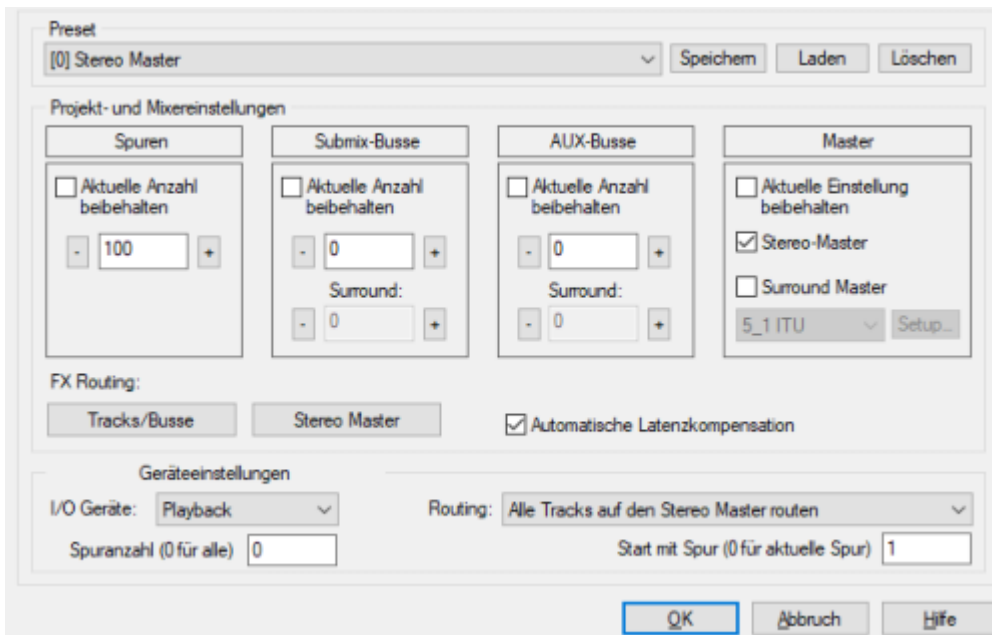 Preset
[0] Stereo Master
Speichern
Laden
Löschen
Projekt- und Mixereinstellungen
Spuren
Submix-Busse
AUX-Busse
Master
Aktuelle Anzahl
beibehalten
- 100 +
Aktuelle Anzahl
beibehalten
- 0 +
Surround:
- 0 +
Aktuelle Anzahl
beibehalten
- 0 +
Surround:
- 0 +
Aktuelle Einstellung
beibehalten
Stereo-Master
Surround Master
5_1 ITU
Setup...
FX Routing:
Tracks/Busse
Stereo Master
Automatische Latenzkompensation
Geräteeinstellungen
I/O Geräte: Playback
Routing: Alle Tracks auf den Stereo Master routen
Spuranzahl (0 für alle) 0
Start mit Spur (0 für aktuelle Spur) 1
OK
Abbruch
Hilfe